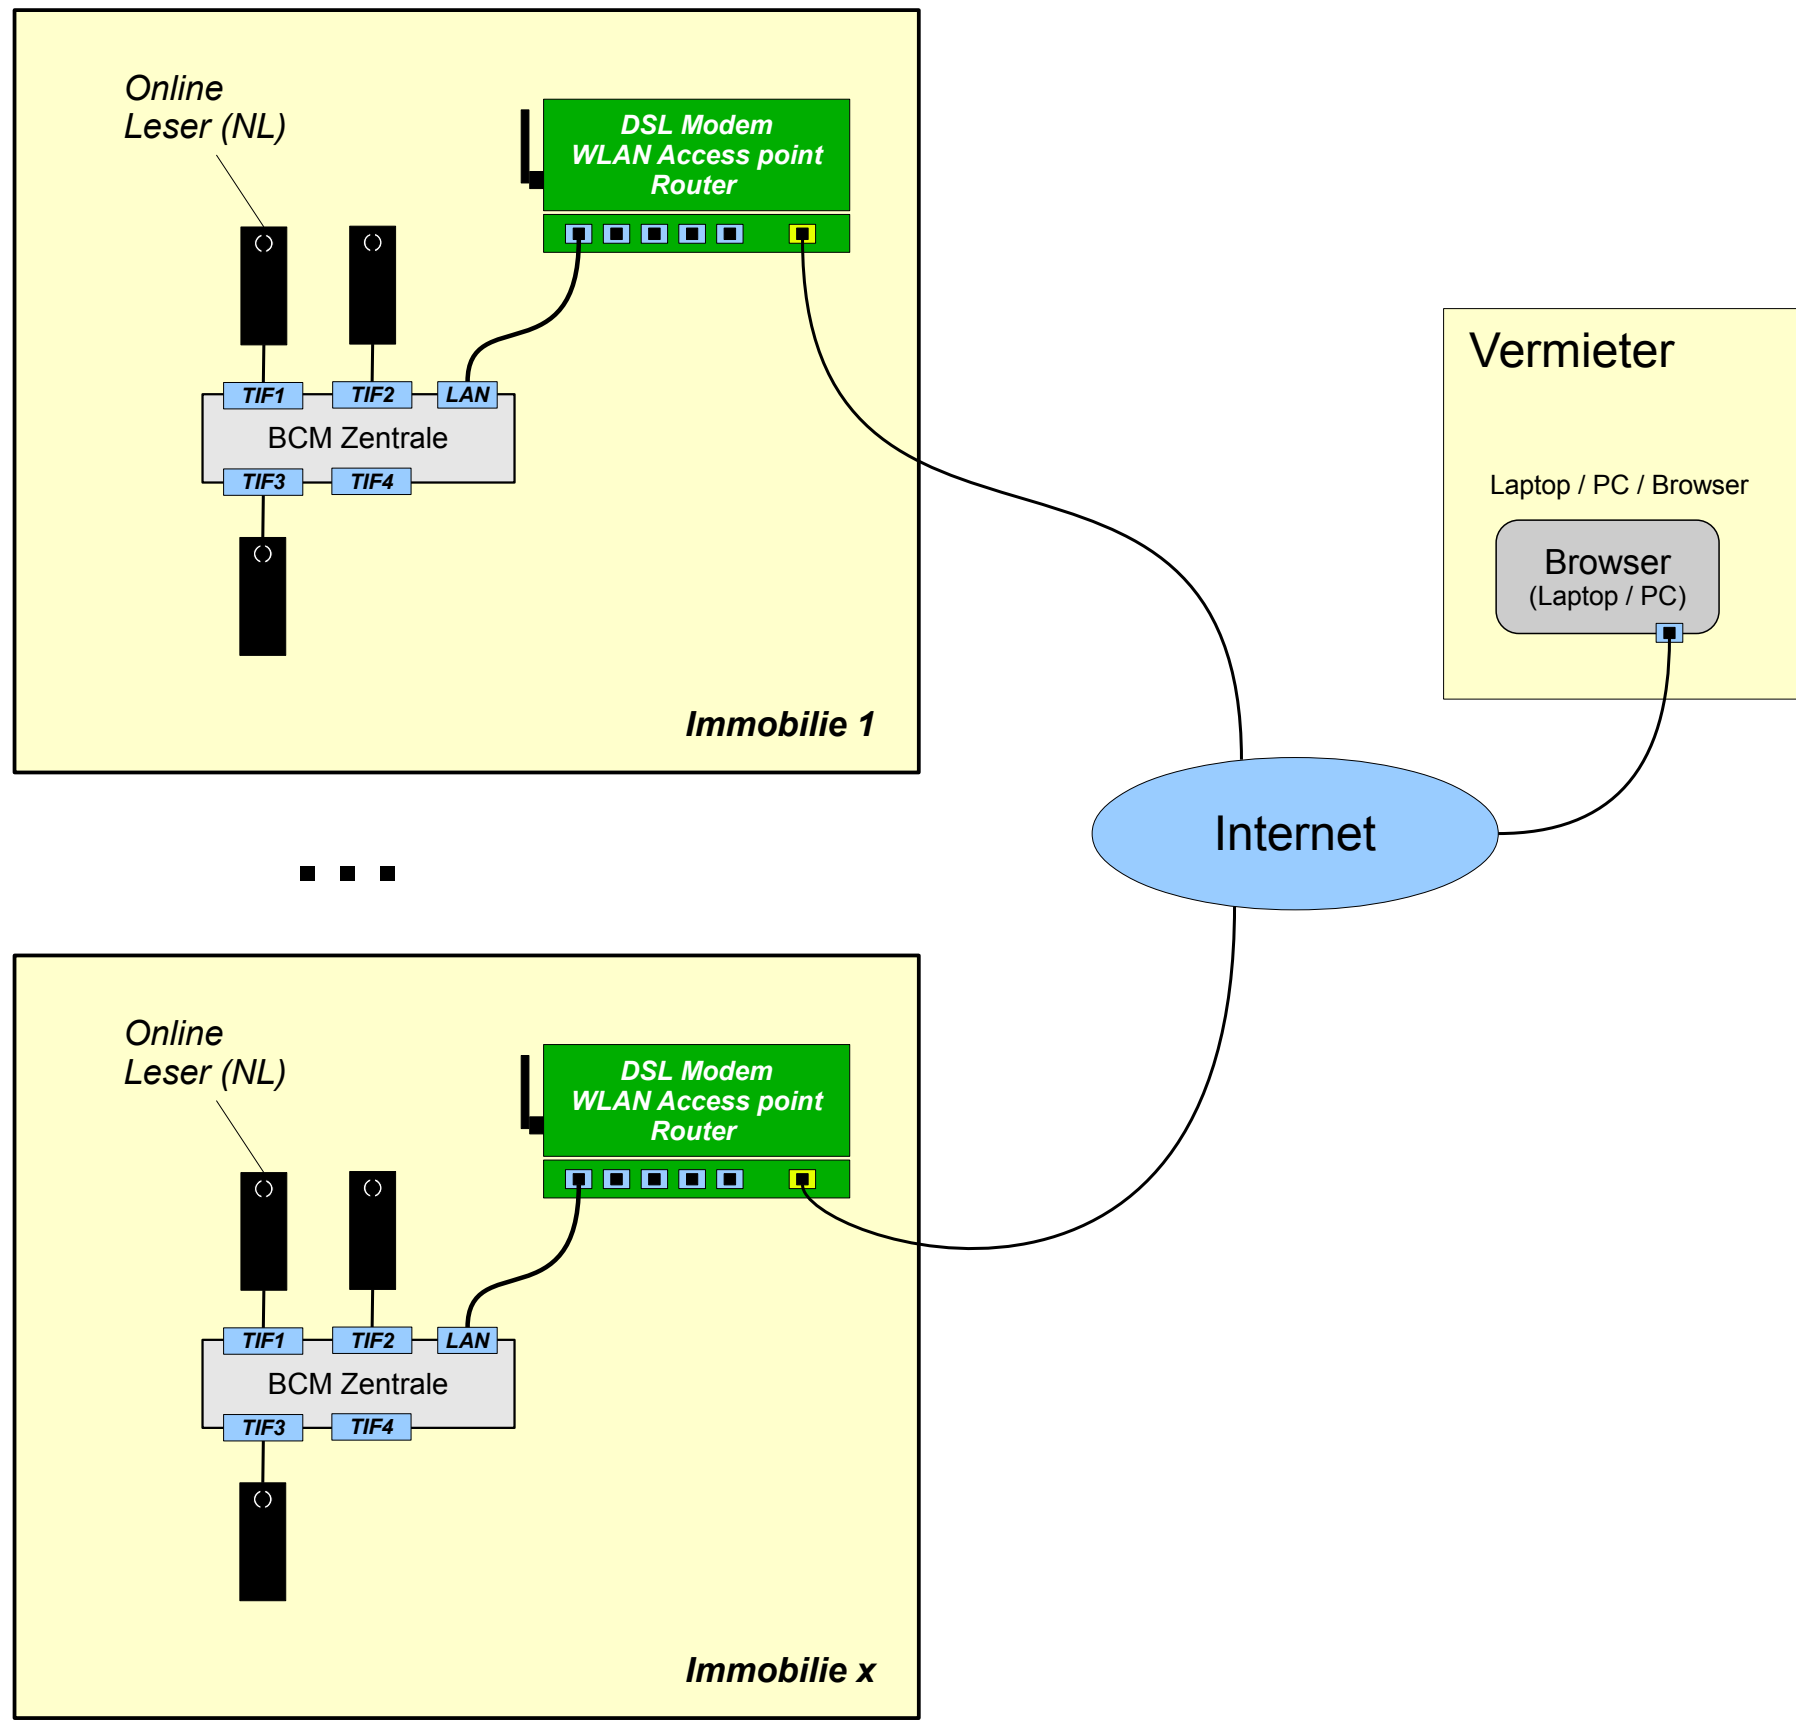 Online
Leser (NL)
DSL Modem
WLAN Access point
Router
TIF1
TIF2
LAN
BCM Zentrale
TIF3
TIF4
Immobilie 1
Vermieter
Laptop / PC / Browser
Browser
(Laptop / PC)
Internet
Online
Leser (NL)
DSL Modem
WLAN Access point
Router
TIF1
TIF2
LAN
BCM Zentrale
TIF3
TIF4
Immobilie x